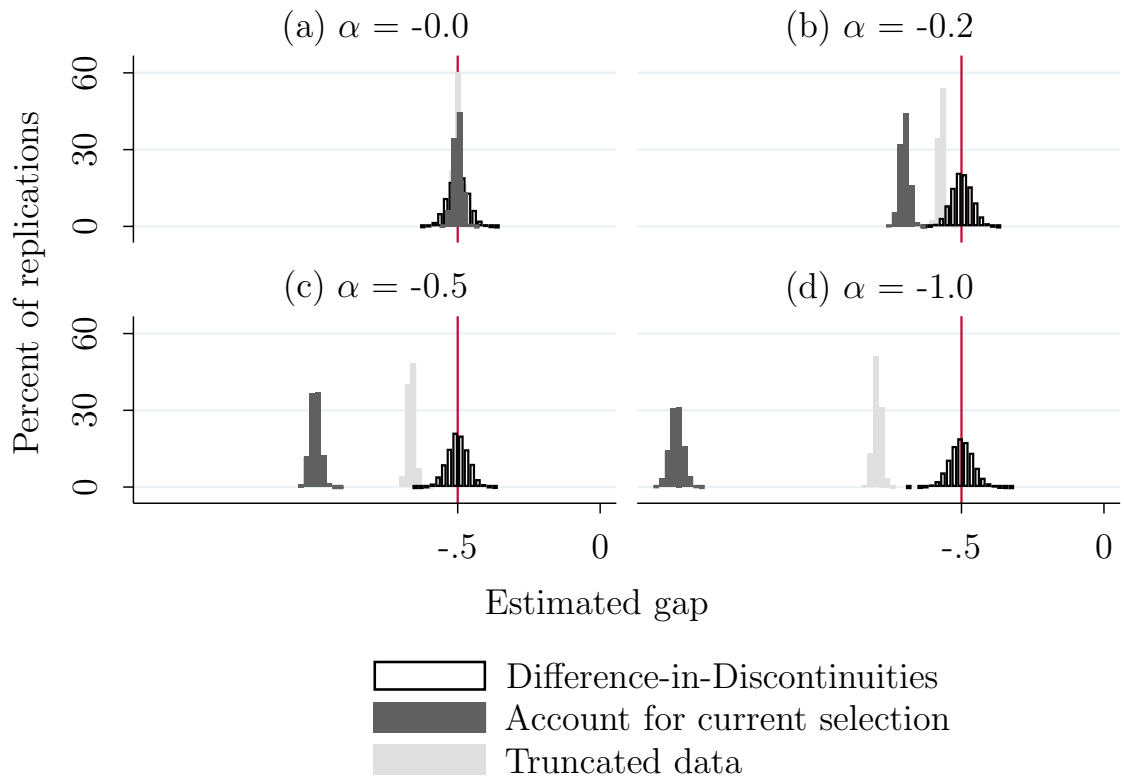 (a) α = -0.0
(b) α = -0.2
60
30
0
(c) α = -0.5
(d) α = -1.0
60
30
0
Percent of replications
-.5
0
-.5
0
Estimated gap
Difference-in-Discontinuities
Account for current selection
Truncated data